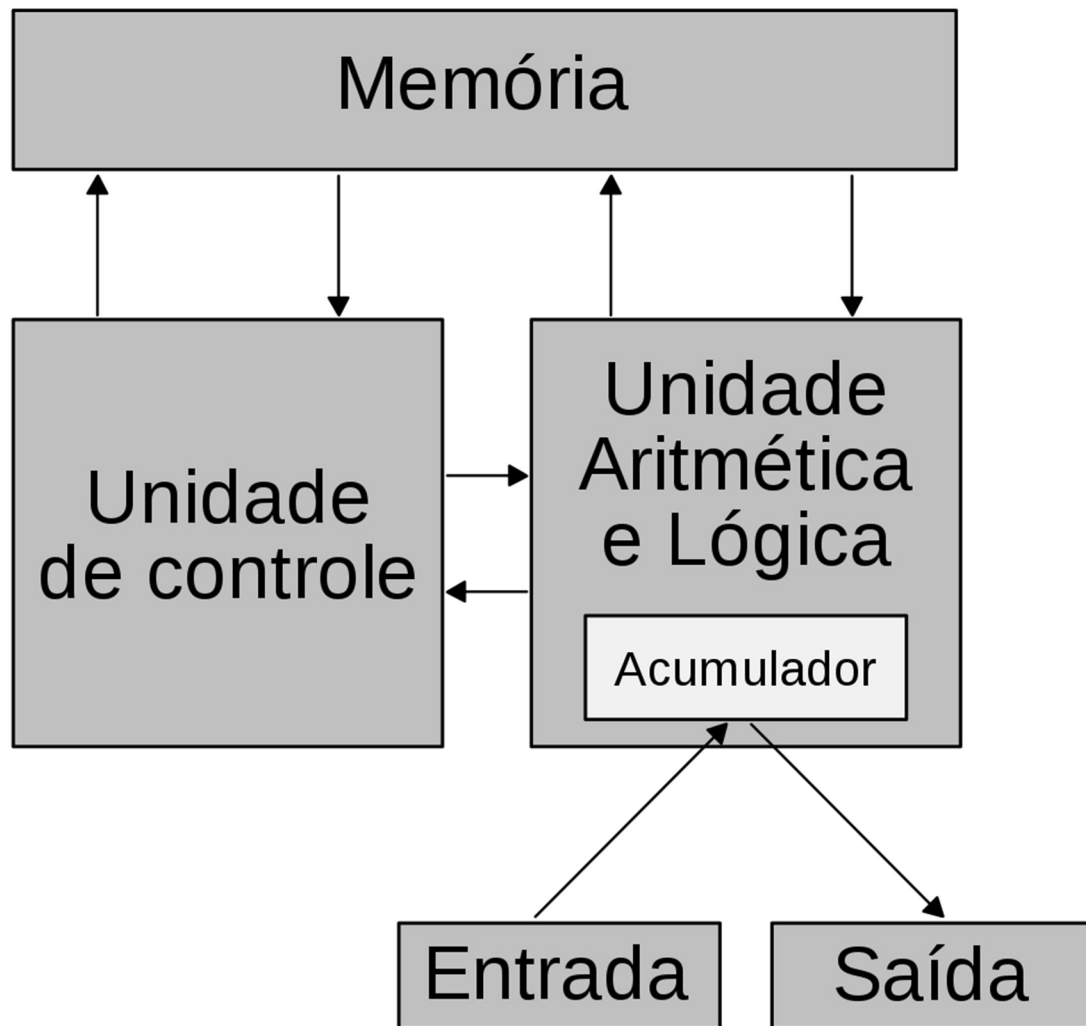 Memória
Unidade
de controle
Unidade
Aritmética
e Lógica
Acumulador
Entrada
Saída